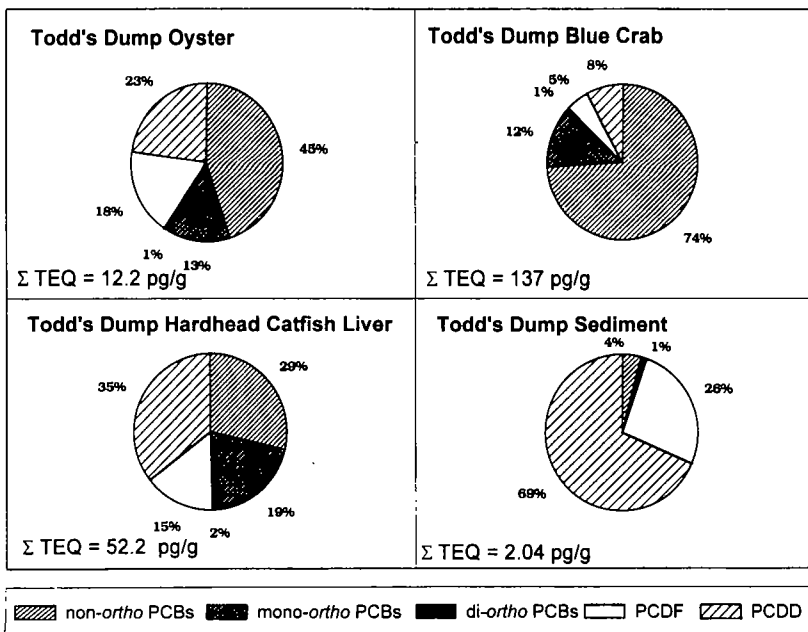 Todd's Dump Oyster
23%
45%
18%
1%
13%
Σ TEQ = 12.2 pg/g
Todd's Dump Blue Crab
8%
5%
1%
12%
74%
Σ TEQ = 137 pg/g
Todd's Dump Hardhead Catfish Liver
29%
35%
19%
15%
2%
Σ TEQ = 52.2 pg/g
Todd's Dump Sediment
4%
1%
26%
69%
Σ TEQ = 2.04 pg/g
non-ortho PCBs mono-ortho PCBs di-ortho PCBs PCDF PCDD